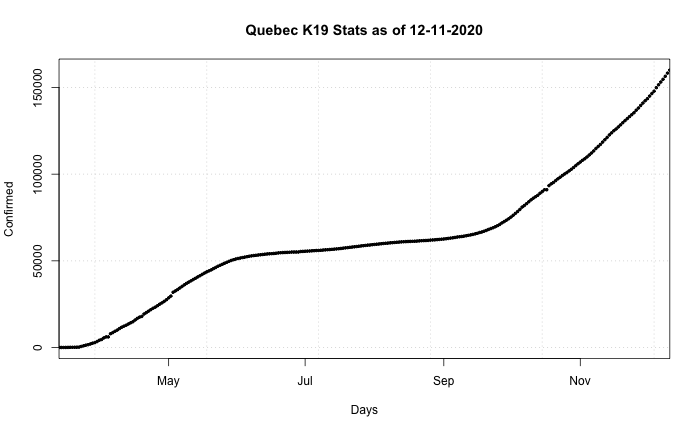 Quebec K19 Stats as of 12-11-2020
Confirmed
150000
100000
50000
0
May Jul Sep Nov
Days